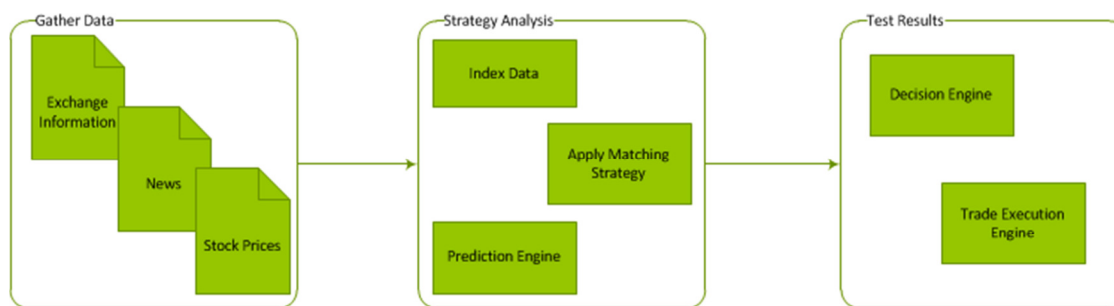 Gather Data
Exchange
Information
News
Stock Prices
Strategy Analysis
Index Data
Apply Matching
Strategy
Prediction Engine
Test Results
Decision Engine
Trade Execution
Engine